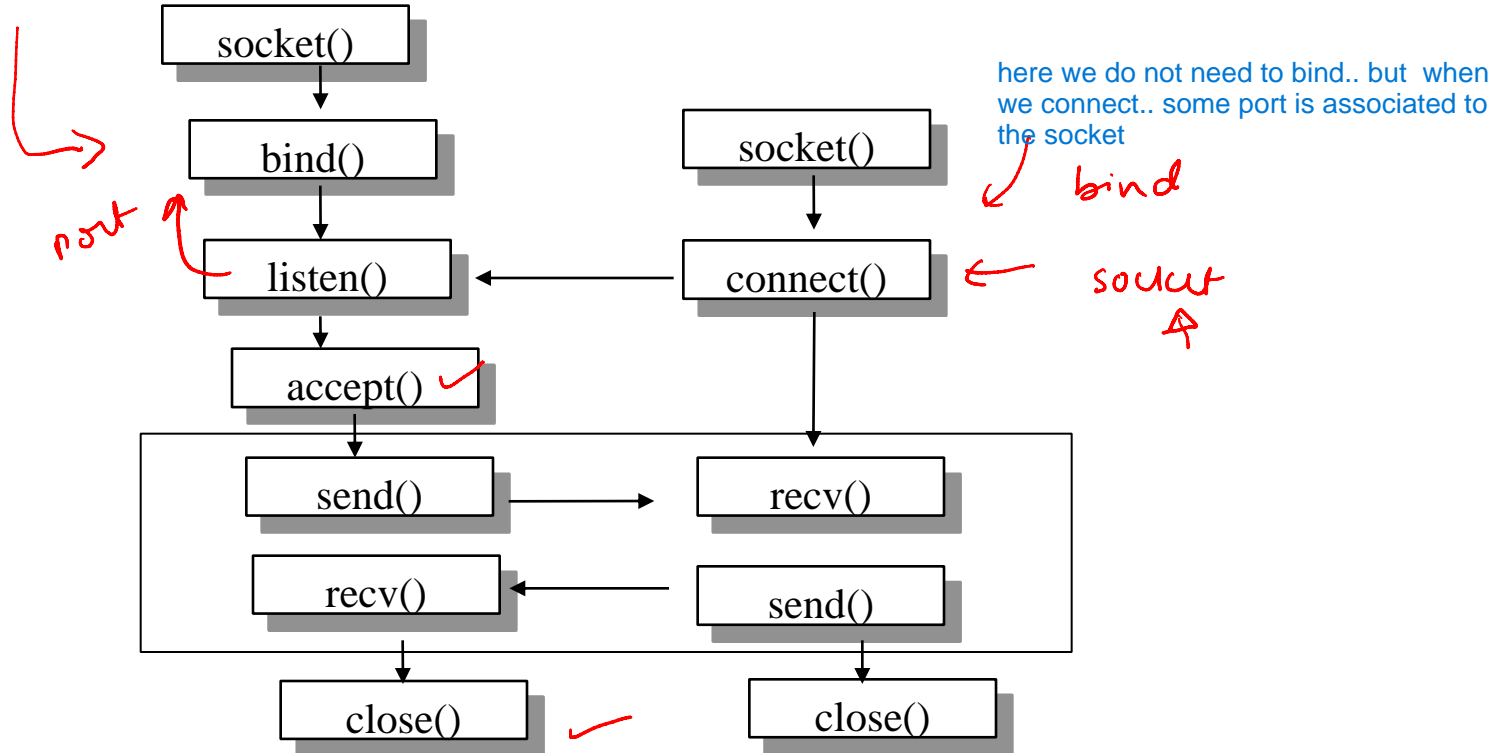 socket()
here we do not need to bind.. but when
we connect.. some port is associated to
the socket
bind()
socket()
bind
port
listen()
connect()
socket
accept()
send()
recv()
recv()
send()
close()
close()